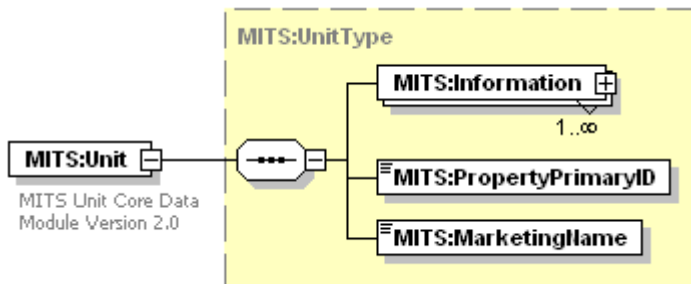 MITS:UnitType
MITS:Information
1..∞
MITS:Unit
MITS:PropertyPrimaryID
MITS Unit Core Data
Module Version 2.0
MITS:MarketingName